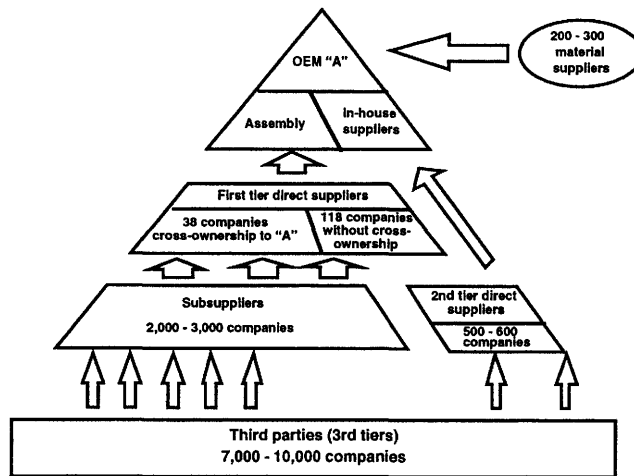 OEM "A"
200 - 300
material
suppliers
Assembly
in-house
suppliers
First tier direct suppliers
38 companies
cross-ownership to "A"
118 companies
without cross-
ownership
Subsuppliers
2,000 - 3,000 companies
2nd tier direct
suppliers
500 - 600
companies
Third parties (3rd tiers)
7,000 - 10,000 companies